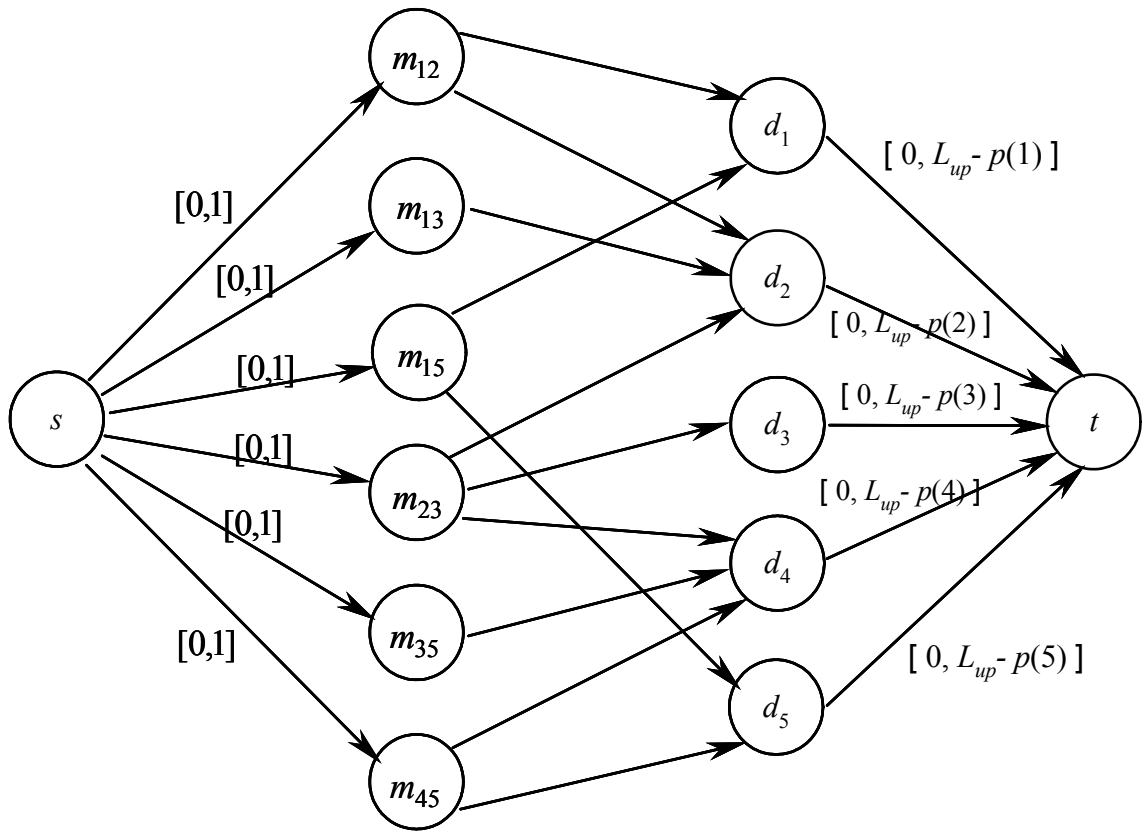 m12
d1
[ 0, Lup- p(1) ]
[0,1]
m13
[0,1]
d2
[ 0, Lup- p(2) ]
m15
[0,1]
[ 0, Lup- p(3) ]
s
d3
t
[0,1]
m23
[ 0, Lup- p(4) ]
[0,1]
d4
m35
[0,1]
[ 0, Lup- p(5) ]
d5
m45